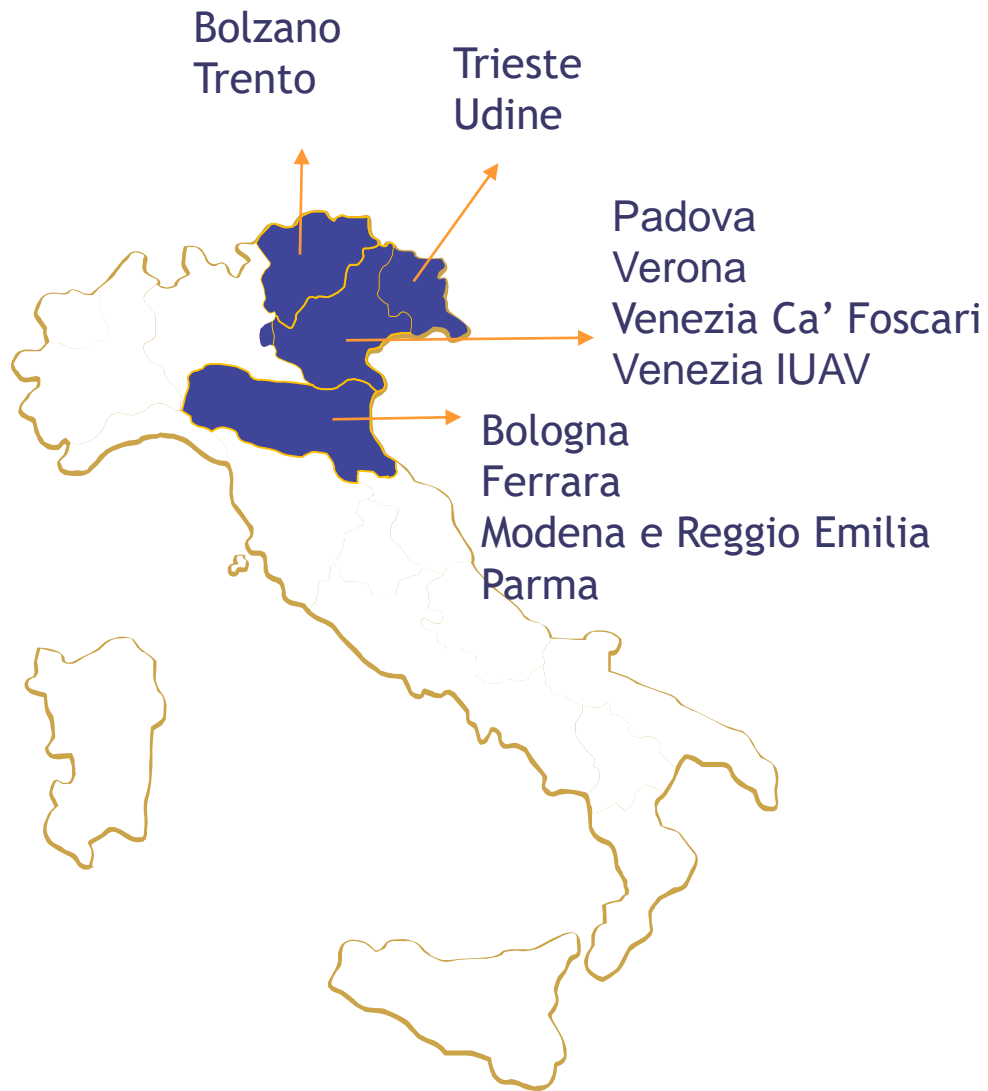 Bolzano
Trento
Trieste
Udine
Padova
Verona
Venezia Ca’ Foscari
Venezia IUAV
Bologna
Ferrara
Modena e Reggio Emilia
Parma